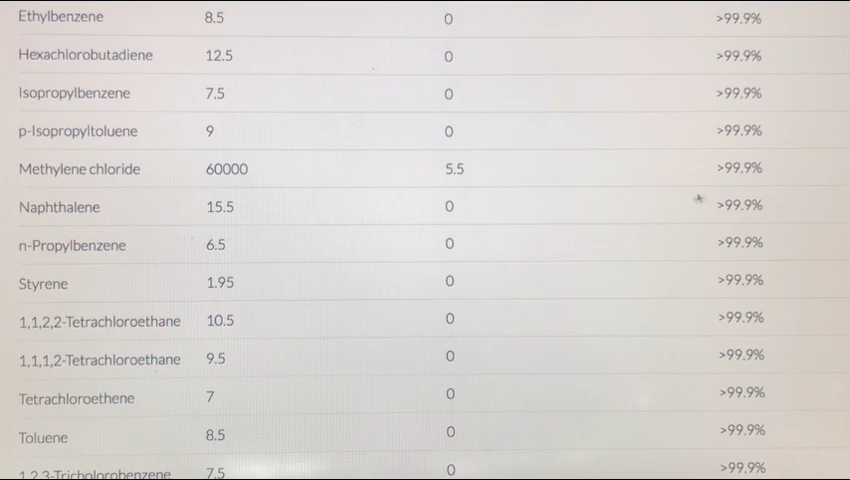 Ethylbenzene 8.5 0 >99.9%
Hexachlorobutadiene 12.5 0 >99.9%
Isopropylbenzene 7.5 0 >99.9%
p-Isopropyltoluene 9 0 >99.9%
Methylene chloride 60000 5.5 >99.9%
Naphthalene 15.5 0 >99.9%
n-Propylbenzene 6.5 0 >99.9%
Styrene 1.95 0 >99.9%
1,1,2,2-Tetrachloroethane 10.5 0 >99.9%
1,1,1,2-Tetrachloroethane 9.5 0 >99.9%
Tetrachloroethene 7 0 >99.9%
Toluene 8.5 0 >99.9%
1,2,3-Tricholorobenzene 7.5 0 >99.9%